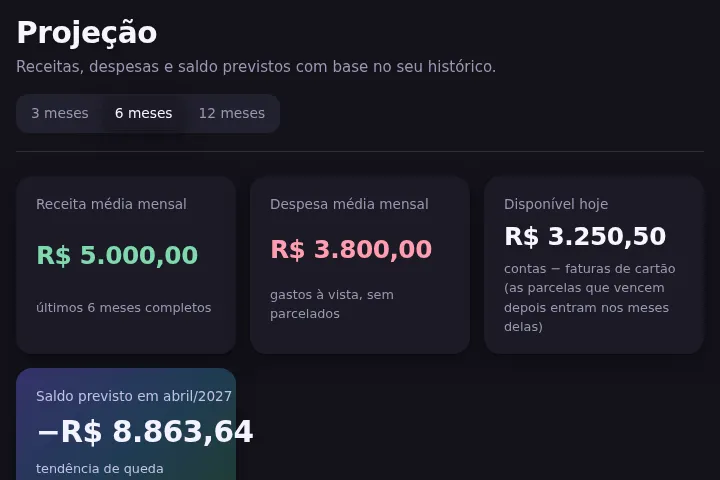 Projeção
Receitas, despesas e saldo previstos com base no seu histórico.
3 meses 6 meses 12 meses
Receita média mensal
R$ 5.000,00
últimos 6 meses completos
Despesa média mensal
R$ 3.800,00
gastos à vista, sem
parcelados
Disponível hoje
R$ 3.250,50
contas − faturas de cartão
(as parcelas que vencem
depois entram nos meses
delas)
Saldo previsto em abril/2027
−R$ 8.863,64
tendência de queda